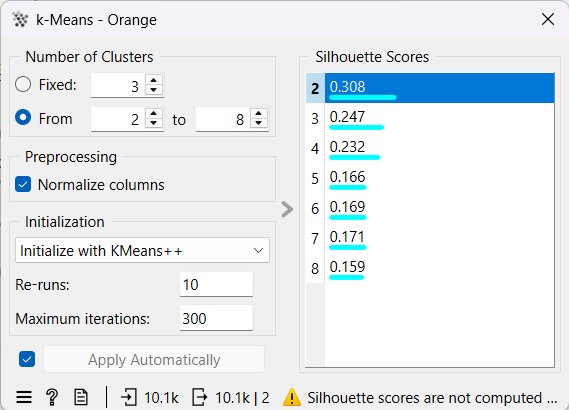 k-Means - Orange
Number of Clusters
Fixed: 3
From 2 to 8
Preprocessing
Normalize columns
Initialization
Initialize with KMeans++
Re-runs: 10
Maximum iterations: 300
Apply Automatically
Silhouette Scores
2 0.308
3 0.247
4 0.232
5 0.166
6 0.169
7 0.171
8 0.159
10.1k 10.1k | 2 Silhouette scores are not computed ...